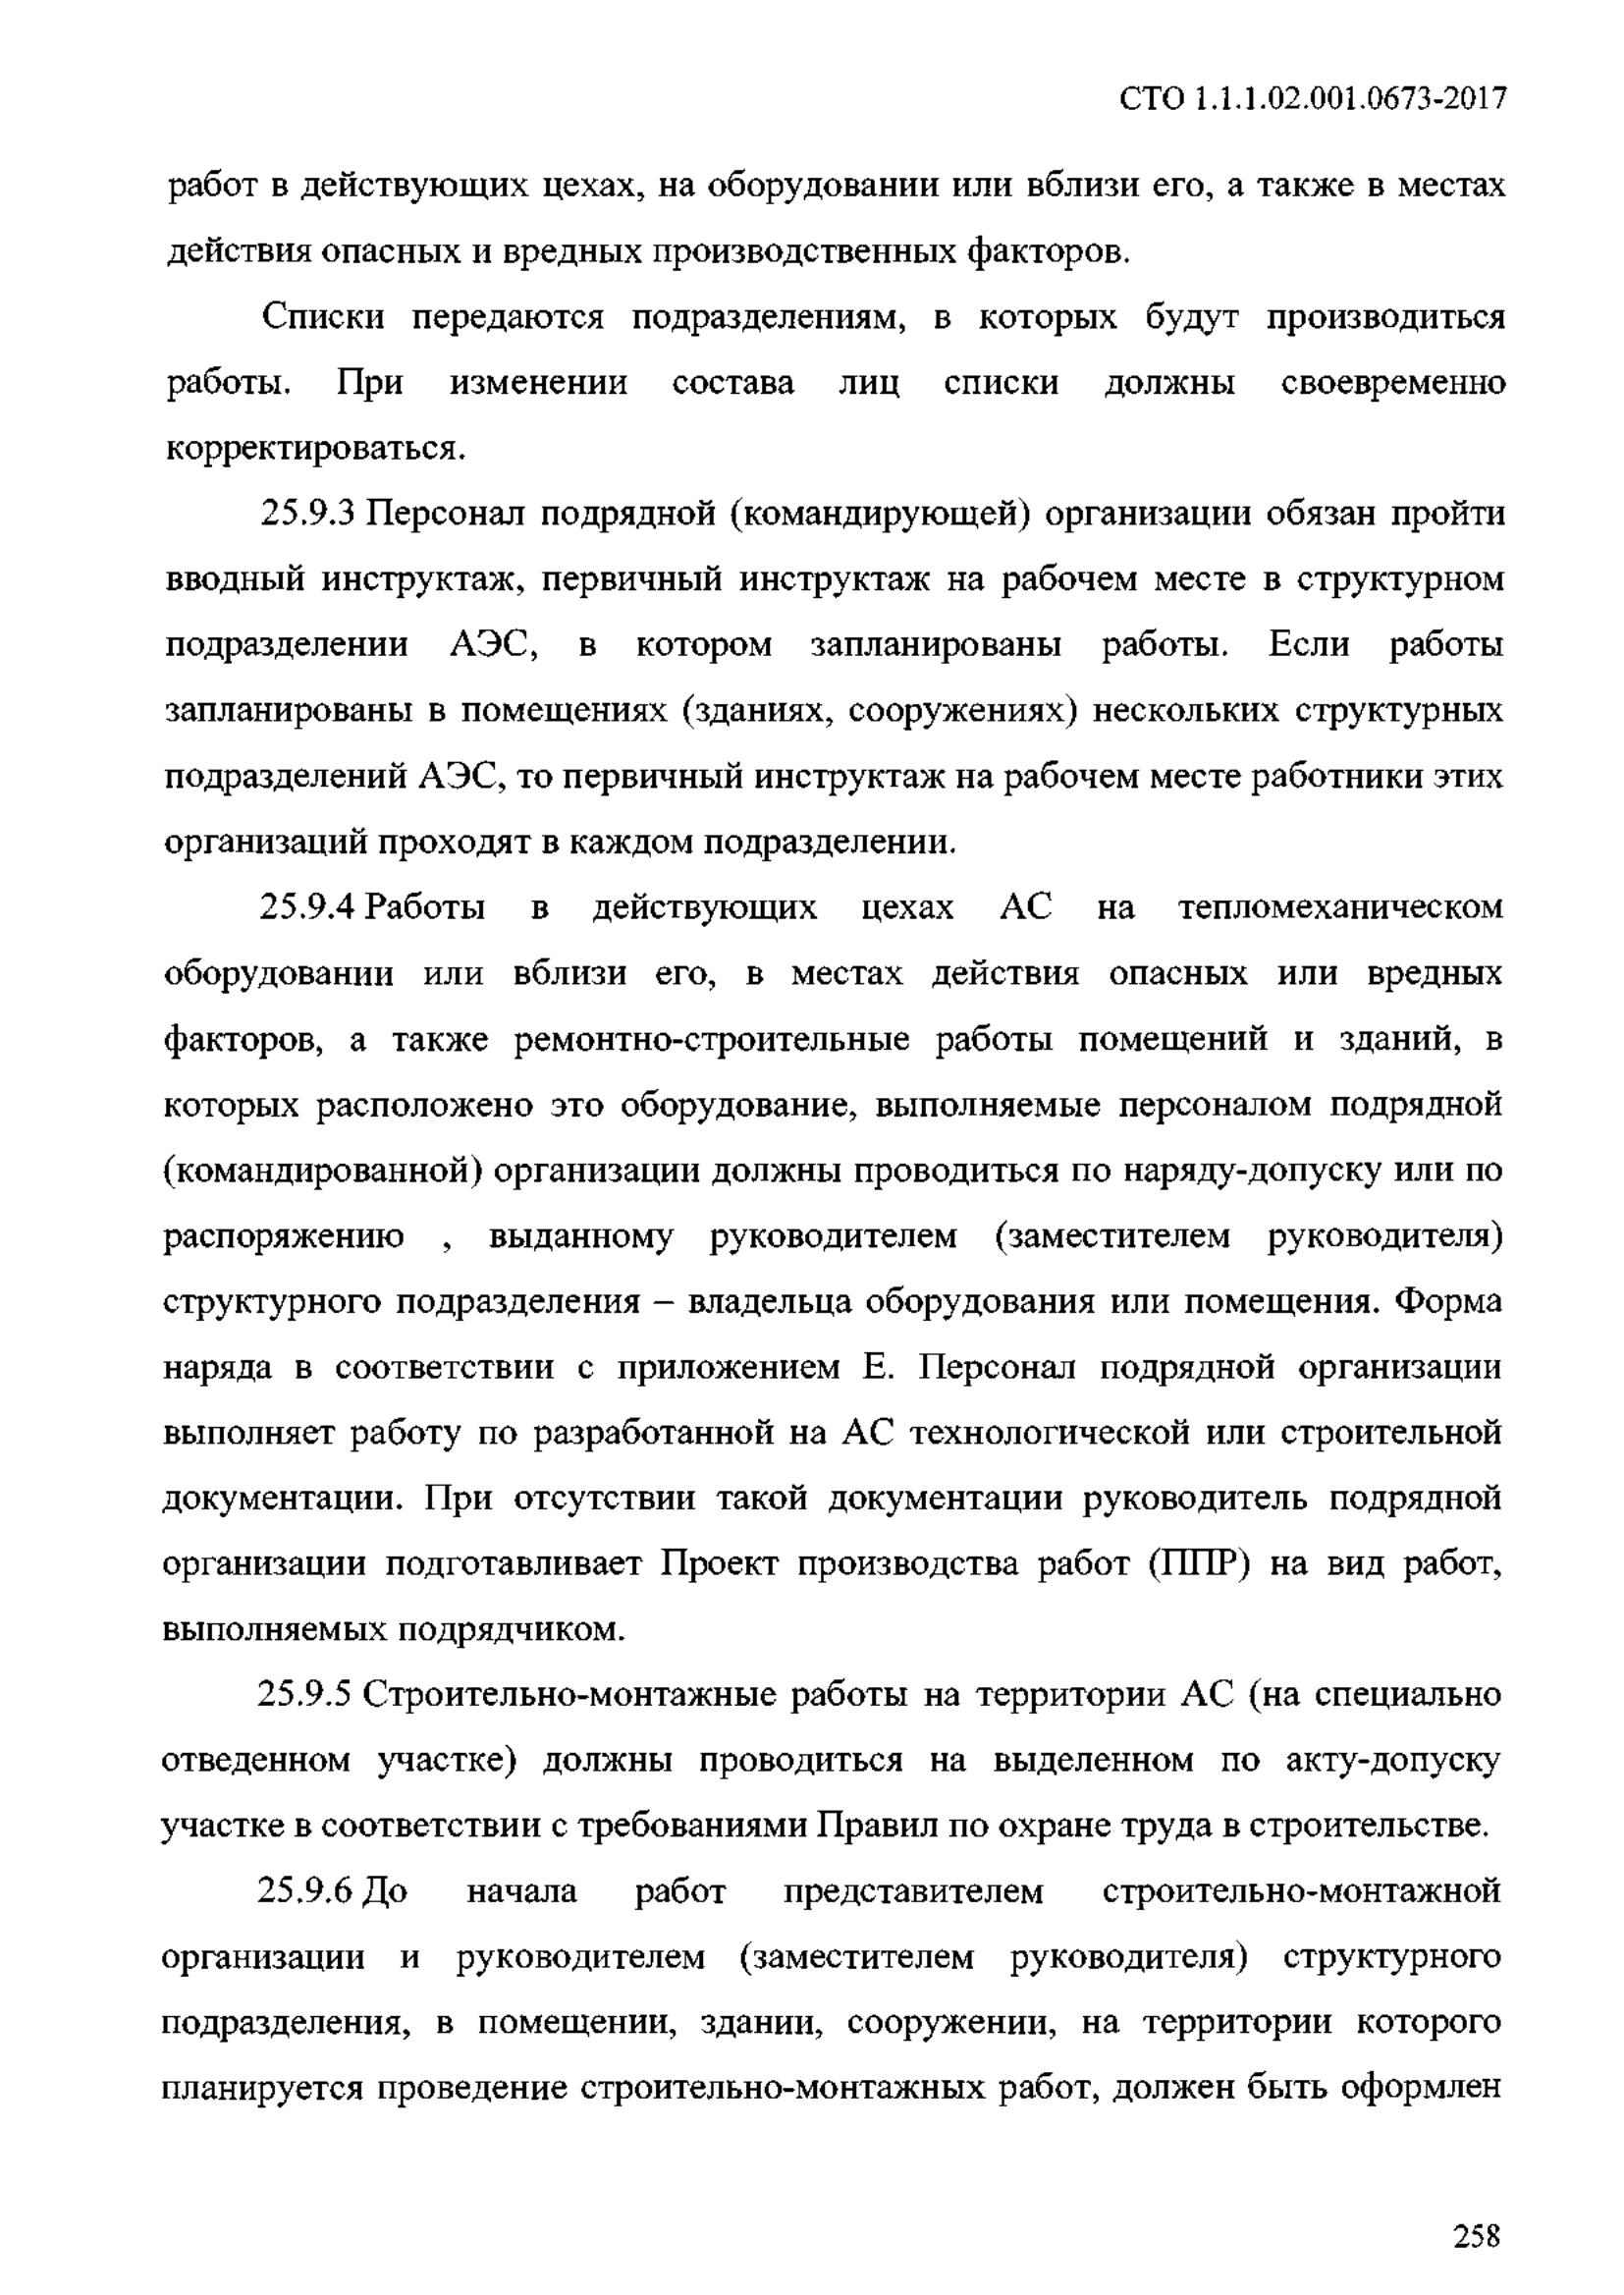 СТО 1.1.1.02.001.0673-2017
работ в действующих цехах, на оборудовании или вблизи его, а также в местах
действия опасных и вредных производственных факторов.
Списки передаются подразделениям, в которых будут производиться
работы. При изменении состава лиц списки должны своевременно
корректироваться.
25.9.3 Персонал подрядной (командирующей) организации обязан пройти
вводный инструктаж, первичный инструктаж на рабочем месте в структурном
подразделении АЭС, в котором запланированы работы. Если работы
запланированы в помещениях (зданиях, сооружениях) нескольких структурных
подразделений АЭС, то первичный инструктаж на рабочем месте работники этих
организаций проходят в каждом подразделении.
25.9.4 Работы в действующих цехах АС на тепломеханическом
оборудовании или вблизи его, в местах действия опасных или вредных
факторов, а также ремонтно-строительные работы помещений и зданий, в
которых расположено это оборудование, выполняемые персоналом подрядной
(командированной) организации должны проводиться по наряду-допуску или по
распоряжению , выданному руководителем (заместителем руководителя)
структурного подразделения – владельца оборудования или помещения. Форма
наряда в соответствии с приложением Е. Персонал подрядной организации
выполняет работу по разработанной на АС технологической или строительной
документации. При отсутствии такой документации руководитель подрядной
организации подготавливает Проект производства работ (ППР) на вид работ,
выполняемых подрядчиком.
25.9.5 Строительно-монтажные работы на территории АС (на специально
отведенном участке) должны проводиться на выделенном по акту-допуску
участке в соответствии с требованиями Правил по охране труда в строительстве.
25.9.6 До начала работ представителем строительно-монтажной
организации и руководителем (заместителем руководителя) структурного
подразделения, в помещении, здании, сооружении, на территории которого
планируется проведение строительно-монтажных работ, должен быть оформлен
258